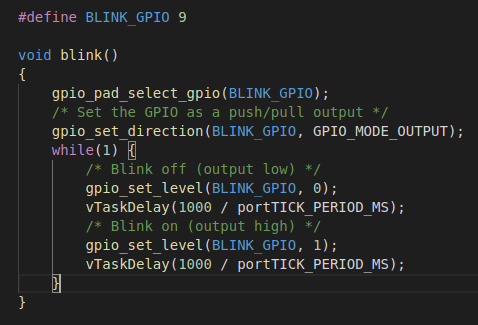 #define BLINK_GPIO 9

void blink()
{
    gpio_pad_select_gpio(BLINK_GPIO);
    /* Set the GPIO as a push/pull output */
    gpio_set_direction(BLINK_GPIO, GPIO_MODE_OUTPUT);
    while(1) {
        /* Blink off (output low) */
        gpio_set_level(BLINK_GPIO, 0);
        vTaskDelay(1000 / portTICK_PERIOD_MS);
        /* Blink on (output high) */
        gpio_set_level(BLINK_GPIO, 1);
        vTaskDelay(1000 / portTICK_PERIOD_MS);
    }
}